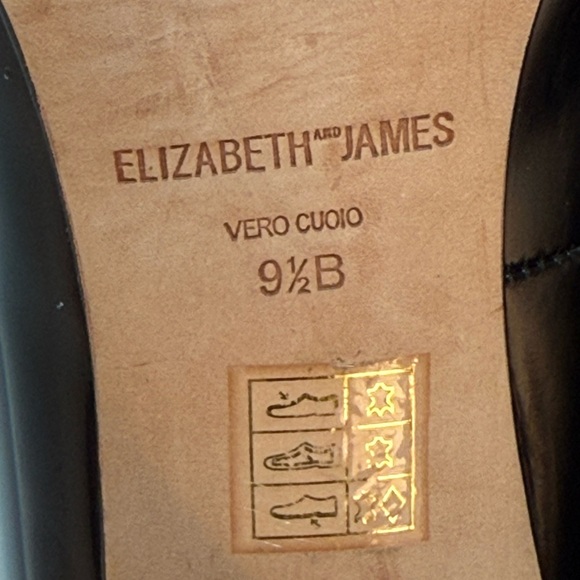 ELIZABETH AND JAMES
VERO CUOIO
9½B